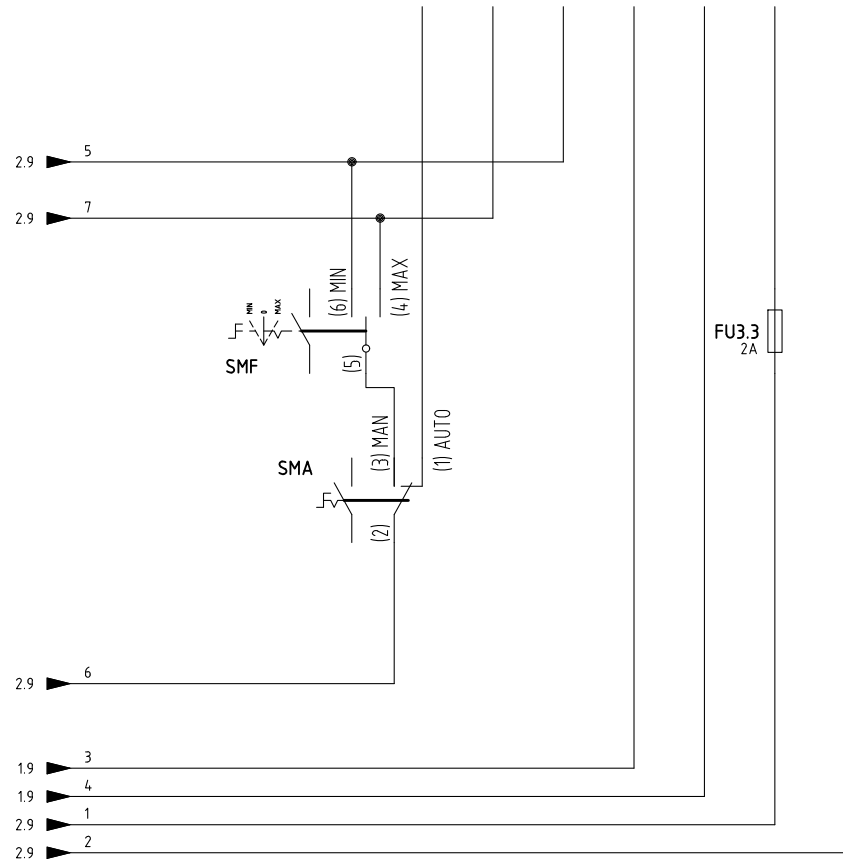 2.9 5
2.9 7
(6) MIN
(4) MAX
MIN
0
MAX
SMF
(5)
FU3.3
2A
SMA
(3) MAN
(1) AUTO
(2)
2.9 6
1.9 3
1.9 4
2.9 1
2.9 2